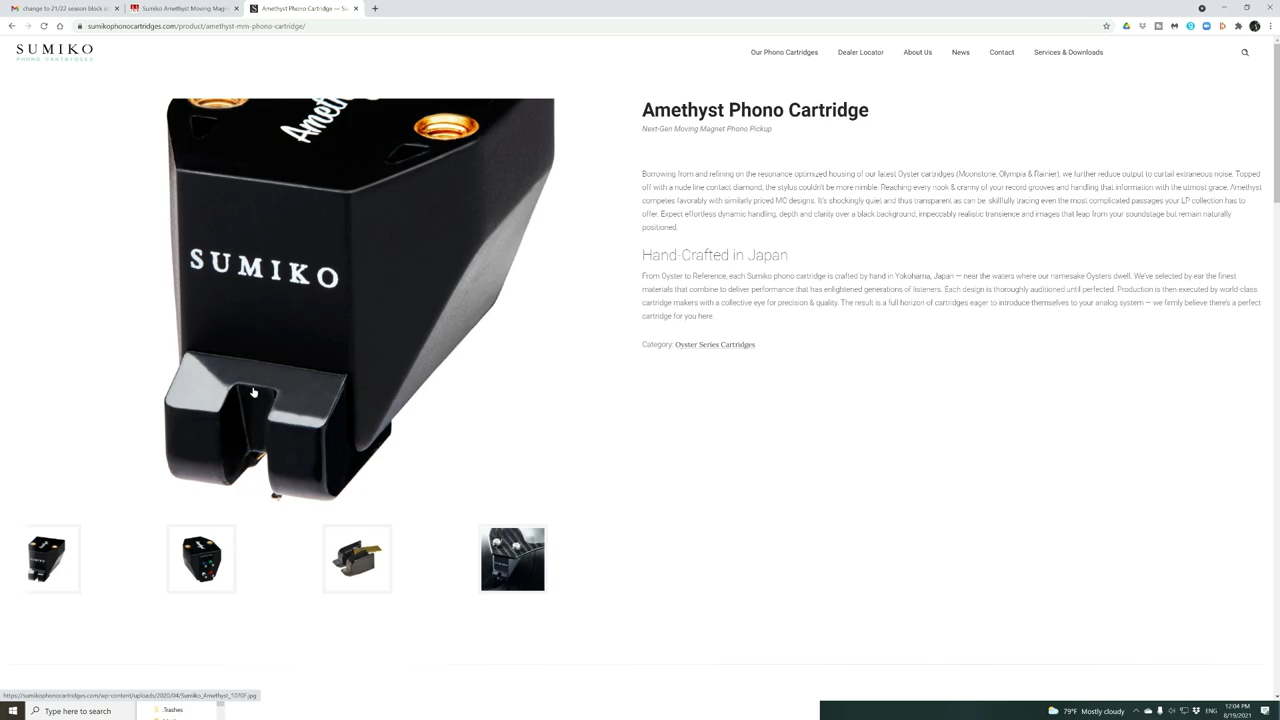 change to 21/22 season block s
Sumiko Amethyst Moving Magn
Amethyst Phono Cartridge — Su
sumikophonocartridges.com/product/amethyst-mm-phono-cartridge/
SUMIKO
PHONO CARTRIDGES
Our Phono Cartridges
Dealer Locator
About Us
News
Contact
Services & Downloads
SUMIKO
Amethyst Phono Cartridge
Next-Gen Moving Magnet Phono Pickup
Borrowing from and refining on the resonance optimized housing of our latest Oyster cartridges (Moonstone, Olympia & Rainier), we further reduce output to curtail extraneous noise. Topped
off with a nude line contact diamond, the stylus couldn't be more nimble. Reaching every nook & cranny of your record grooves and handling that information with the utmost grace, Amethyst
competes favorably with similarly priced MC designs. It's shockingly quiet and thus transparent as can be, skillfully tracing even the most complicated passages your LP collection has to
offer. Expect effortless dynamic handling, depth and clarity over a black background, impeccably realistic transience and images that leap from your soundstage but remain naturally
positioned.
Hand-Crafted in Japan
From Oyster to Reference, each Sumiko phono cartridge is crafted by hand in Yokohama, Japan — near the waters where our namesake Oysters dwell. We've selected by ear the finest
materials that combine to deliver performance that has enlightened generations of listeners. Each design is thoroughly auditioned until perfected. Production is then executed by world-class
cartridge makers with a collective eye for precision & quality. The result is a full horizon of cartridges eager to introduce themselves to your analog system — we firmly believe there's a perfect
cartridge for you here.
Category: Oyster Series Cartridges
https://sumikophonocartridges.com/wp-content/uploads/2020/04/Sumiko_Amethyst_1070F.jpg
Type here to search
.Trashes
79°F Mostly cloudy
ENG
12:04 PM
8/19/2021